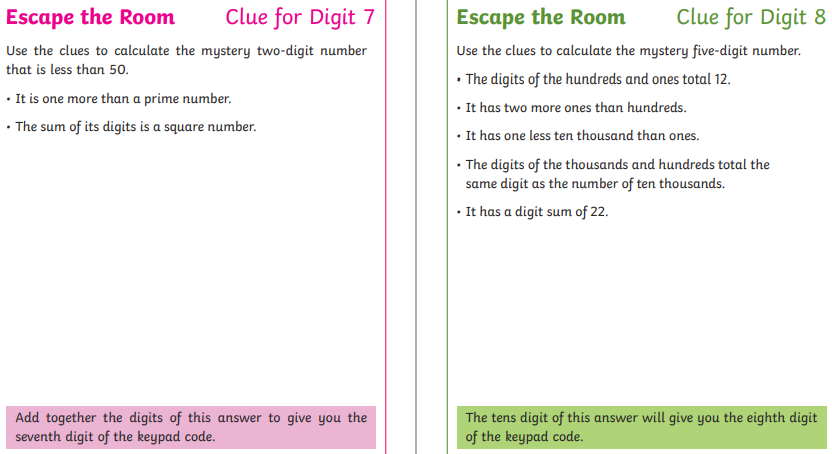 Escape the Room Clue for Digit 7
Use the clues to calculate the mystery two-digit number
that is less than 50.
• It is one more than a prime number.
• The sum of its digits is a square number.
Add together the digits of this answer to give you the
seventh digit of the keypad code.
Escape the Room Clue for Digit 8
Use the clues to calculate the mystery five-digit number.
• The digits of the hundreds and ones total 12.
• It has two more ones than hundreds.
• It has one less ten thousand than ones.
• The digits of the thousands and hundreds total the
same digit as the number of ten thousands.
• It has a digit sum of 22.
The tens digit of this answer will give you the eighth digit
of the keypad code.